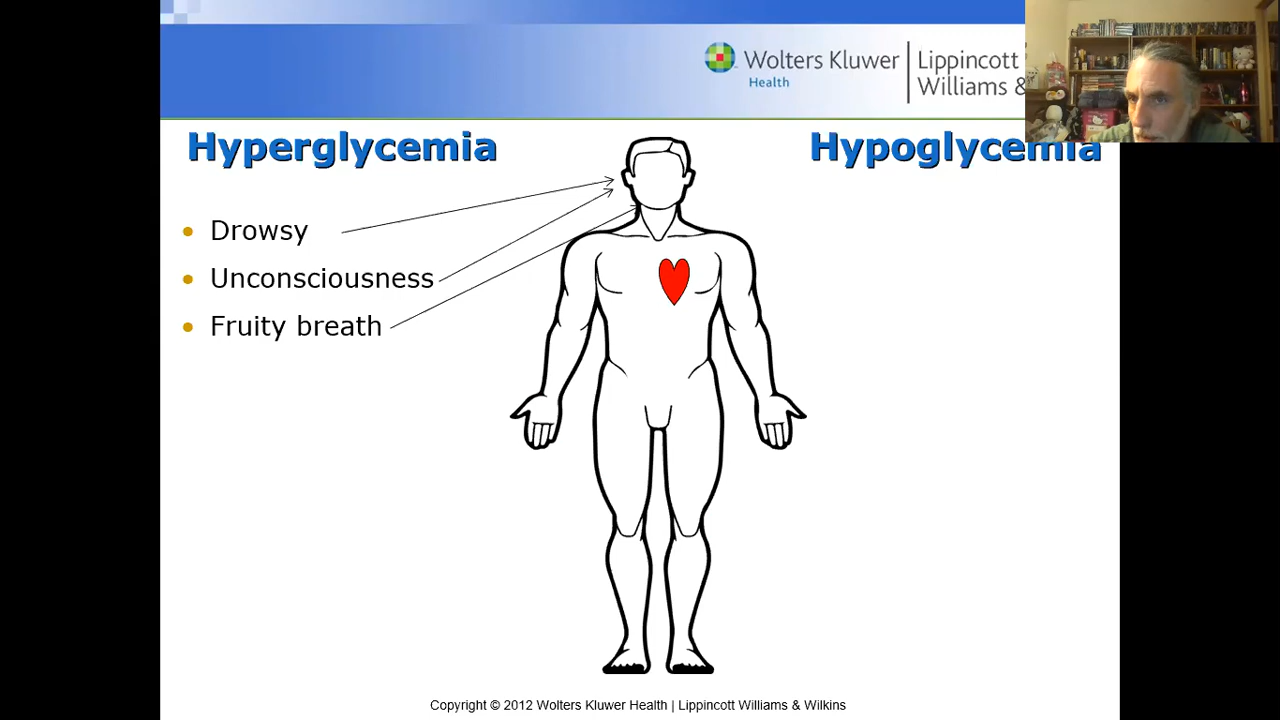 Wolters Kluwer
Health
Lippincott
Williams &
Hyperglycemia
Hypoglycemia
Drowsy
Unconsciousness
Fruity breath
Copyright © 2012 Wolters Kluwer Health | Lippincott Williams & Wilkins